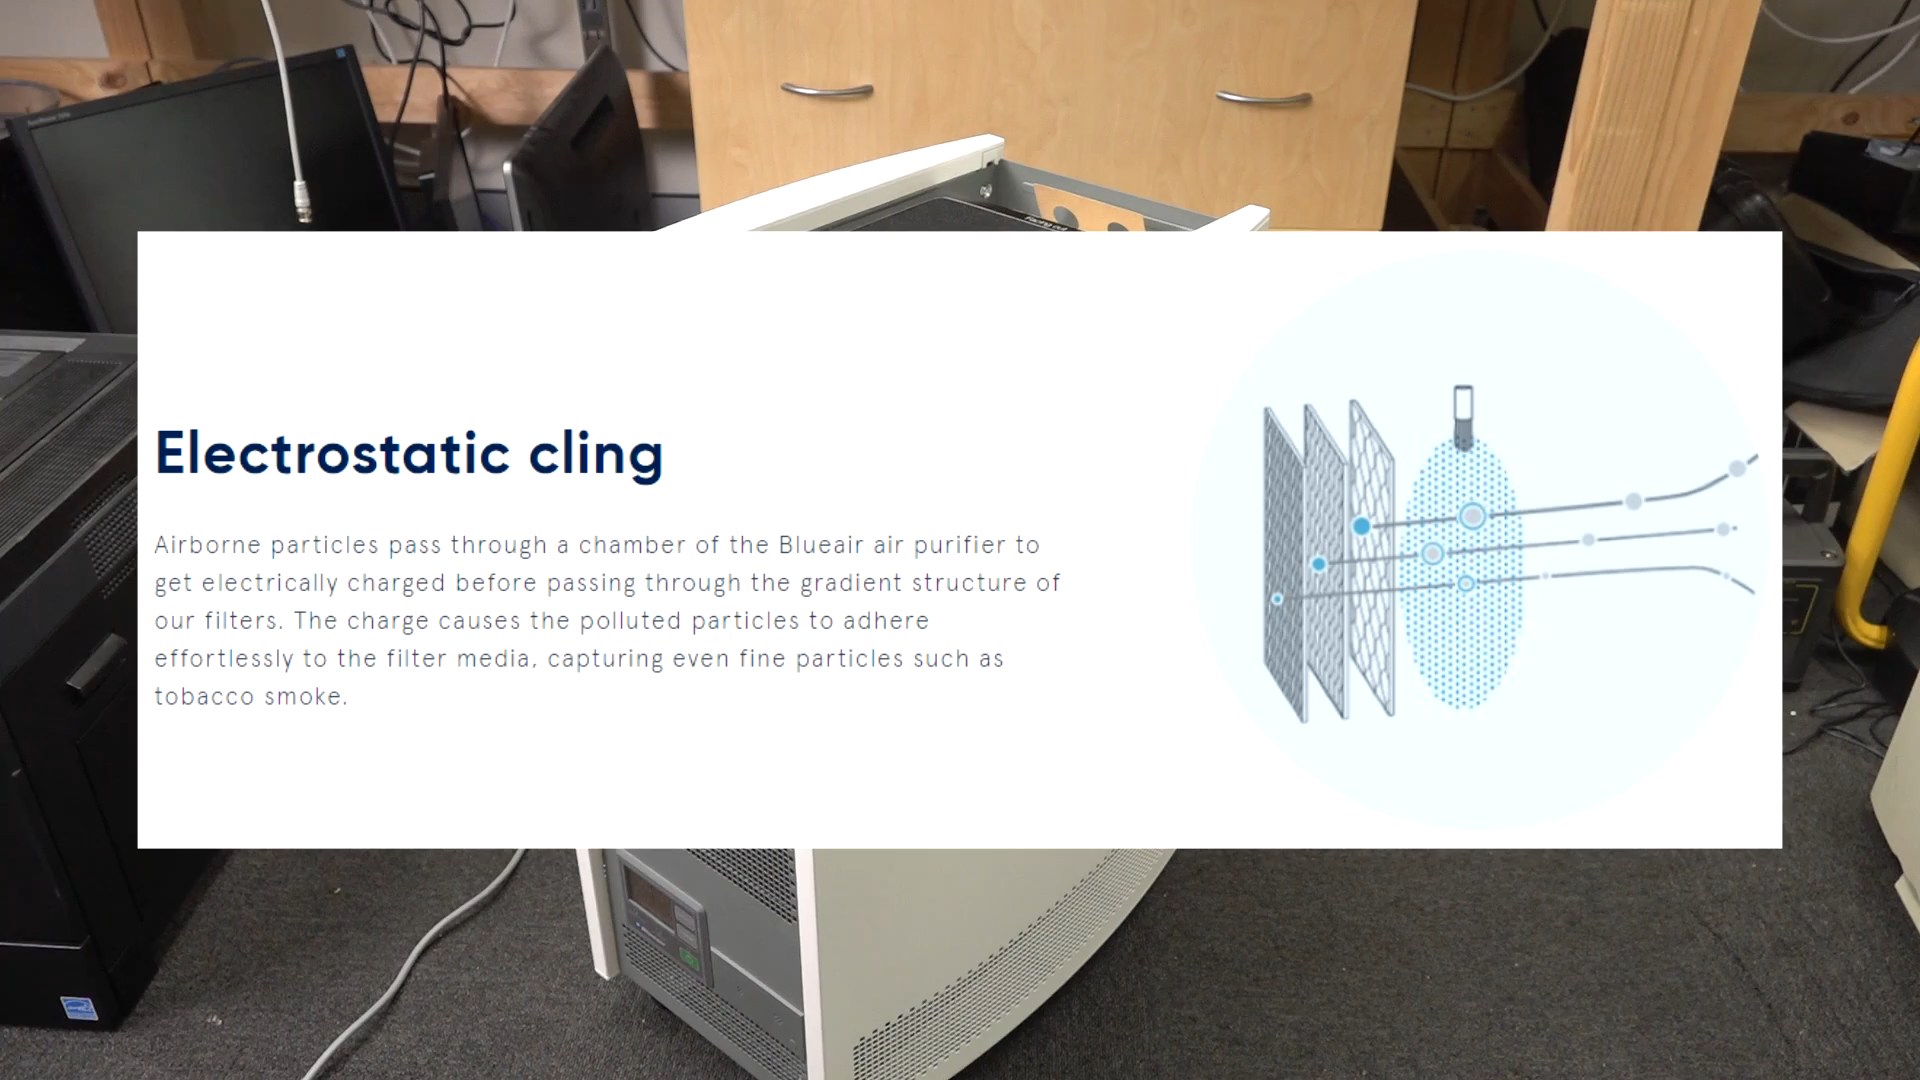 Facing out
Electrostatic cling
Airborne particles pass through a chamber of the Blueair air purifier to
get electrically charged before passing through the gradient structure of
our filters. The charge causes the polluted particles to adhere
effortlessly to the filter media, capturing even fine particles such as
tobacco smoke.